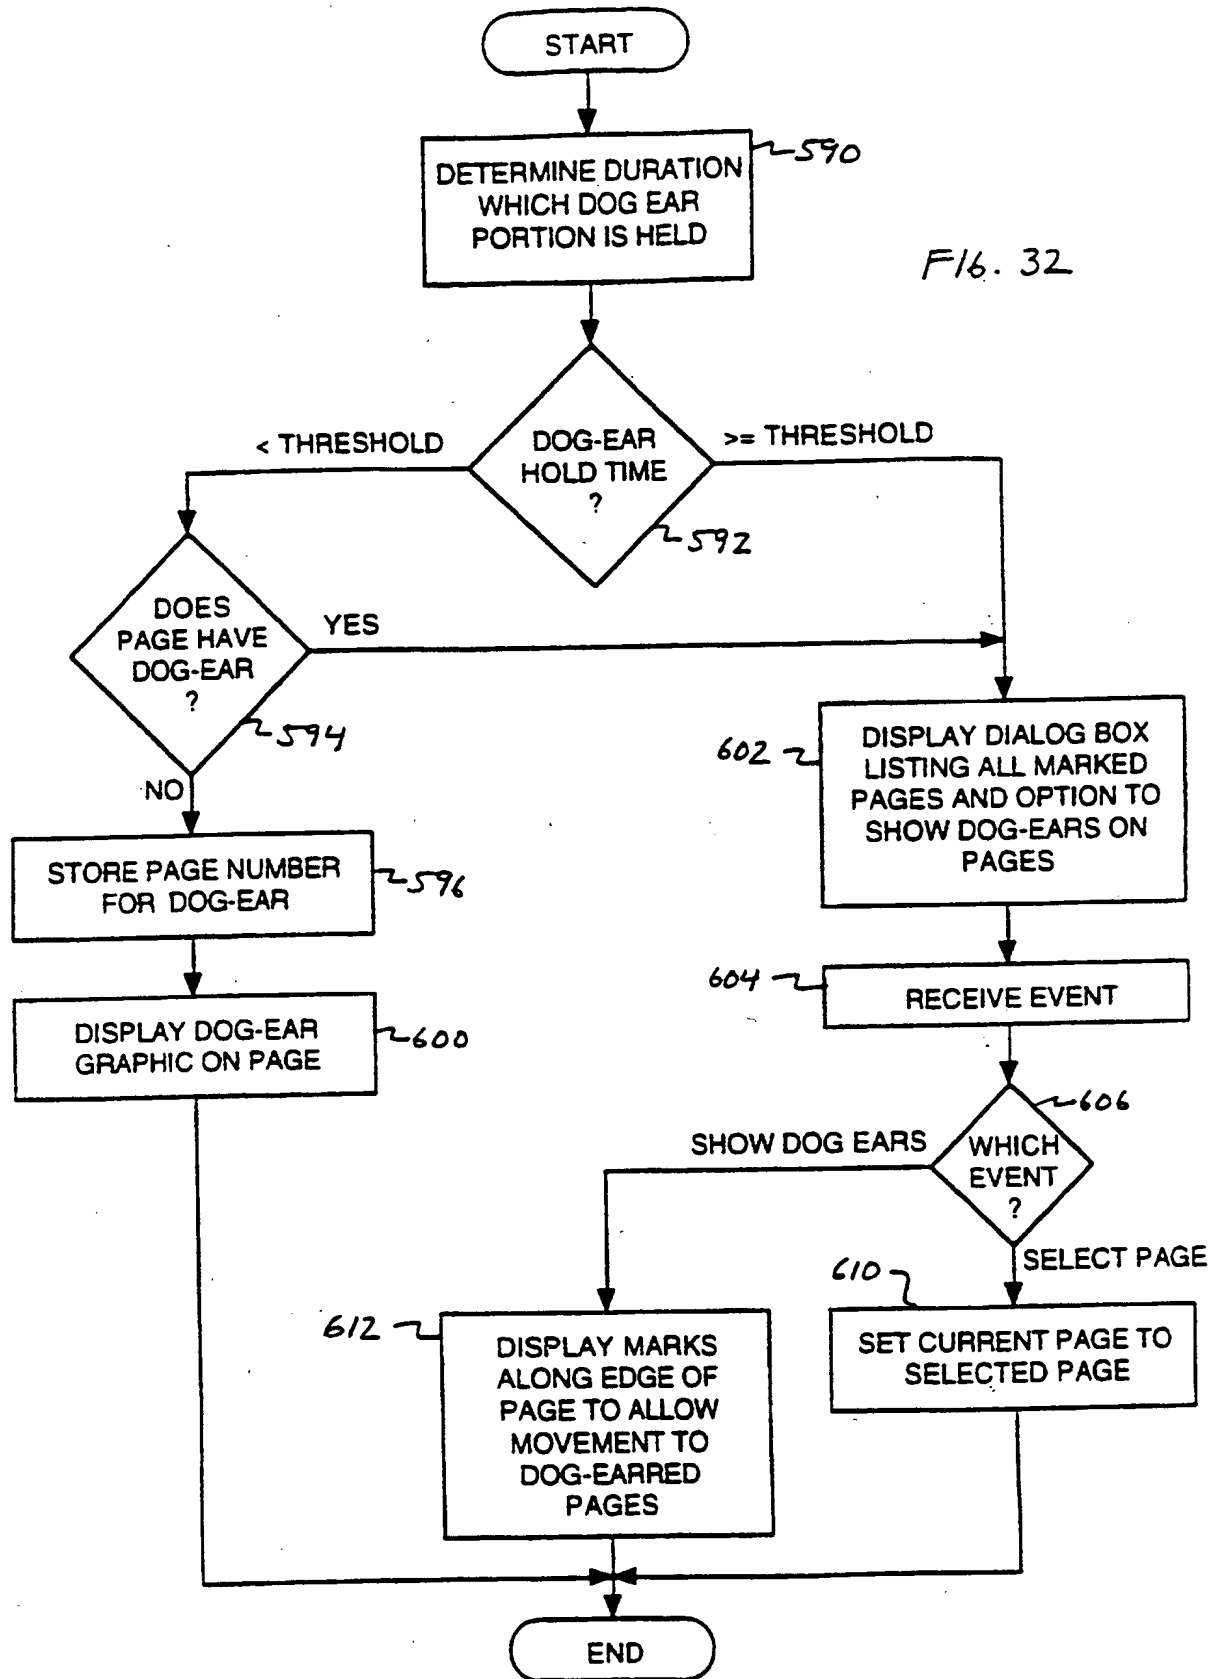 START
DETERMINE DURATION
WHICH DOG EAR
PORTION IS HELD
590
FIG. 32
< THRESHOLD
DOG-EAR
HOLD TIME
?
>= THRESHOLD
592
DOES
PAGE HAVE
DOG-EAR
?
YES
594
NO
602
DISPLAY DIALOG BOX
LISTING ALL MARKED
PAGES AND OPTION TO
SHOW DOG-EARS ON
PAGES
STORE PAGE NUMBER
FOR DOG-EAR
596
604
RECEIVE EVENT
DISPLAY DOG-EAR
GRAPHIC ON PAGE
600
606
SHOW DOG EARS
WHICH
EVENT
?
SELECT PAGE
610
SET CURRENT PAGE TO
SELECTED PAGE
612
DISPLAY MARKS
ALONG EDGE OF
PAGE TO ALLOW
MOVEMENT TO
DOG-EARRED
PAGES
END